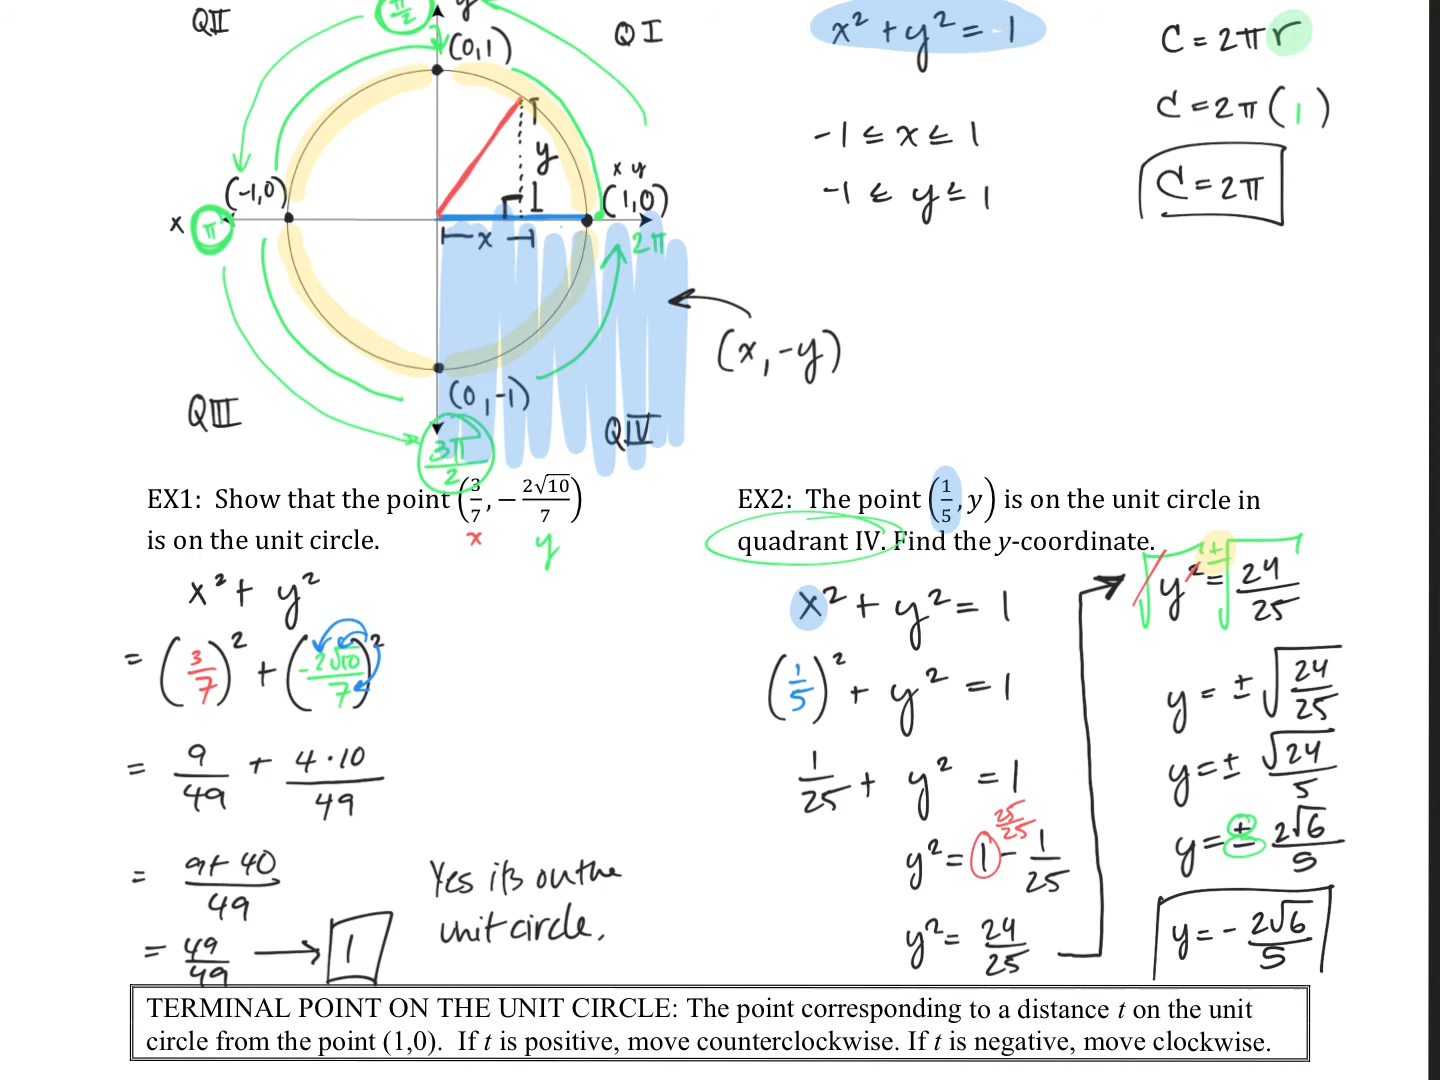 QII
π/2
y
QI
(0,1)
x² + y² = 1
C = 2πr
C = 2π(1)
C = 2π
-1 ≤ x ≤ 1
-1 ≤ y ≤ 1
y
1
x y
(1,0)
(-1,0)
x
π
x
2π
(x,-y)
(0,-1)
QIII
QIV
3π/2
EX1: Show that the point (3/7, −2√10/7)
is on the unit circle.
x
y
x² + y²
= (3/7)² + (-2√10/7)²
= 9/49 + 4·10/49
= 9+40/49
= 49/49 → 1
Yes it's on the
unit circle.
EX2: The point (1/5, y) is on the unit circle in
quadrant IV. Find the y-coordinate.
x² + y² = 1
(1/5)² + y² = 1
1/25 + y² = 1
25/25
y² = 1 - 1/25
y² = 24/25
√y² = ±√24/25
y = ±√24/25
y = ± √24/5
y = ± 2√6/5
y = - 2√6/5
TERMINAL POINT ON THE UNIT CIRCLE: The point corresponding to a distance t on the unit
circle from the point (1,0). If t is positive, move counterclockwise. If t is negative, move clockwise.